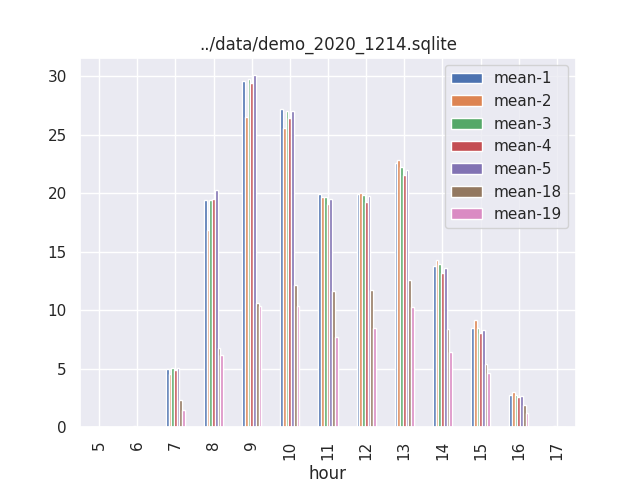 ../data/demo_2020_1214.sqlite
mean-1
mean-2
mean-3
mean-4
mean-5
mean-18
mean-19
30
25
20
15
10
5
0
5 6 7 8 9 10 11 12 13 14 15 16 17
hour